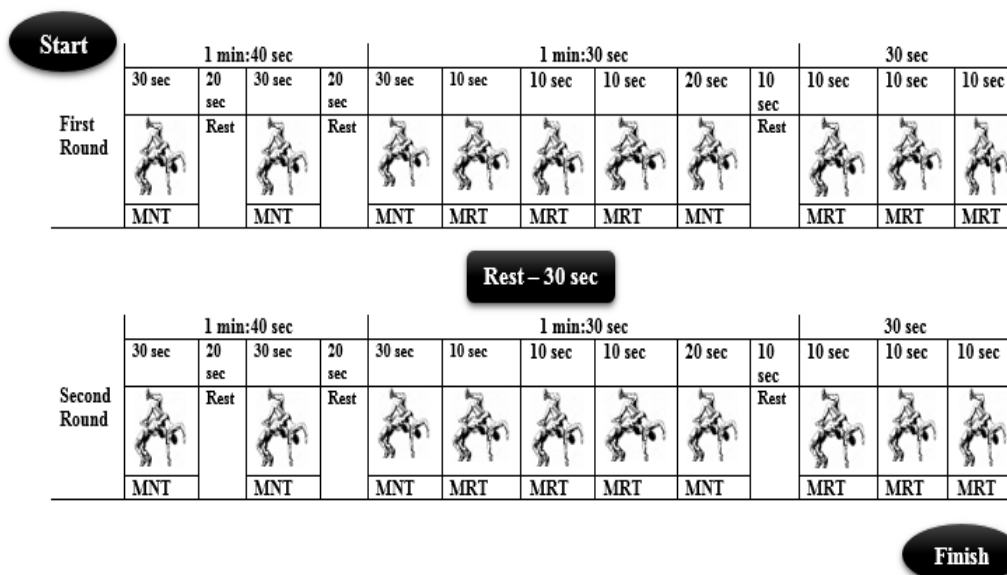 Start
1 min:40 sec 1 min:30 sec 30 sec
30 sec 20 sec 30 sec 20 sec 30 sec 10 sec 10 sec 10 sec 20 sec 10 sec 10 sec 10 sec 10 sec
First Round Rest Rest Rest
MNT MNT MNT MRT MRT MRT MNT MRT MRT MRT
Rest – 30 sec
1 min:40 sec 1 min:30 sec 30 sec
30 sec 20 sec 30 sec 20 sec 30 sec 10 sec 10 sec 10 sec 20 sec 10 sec 10 sec 10 sec 10 sec
Second Round Rest Rest Rest
MNT MNT MNT MRT MRT MRT MNT MRT MRT MRT
Finish